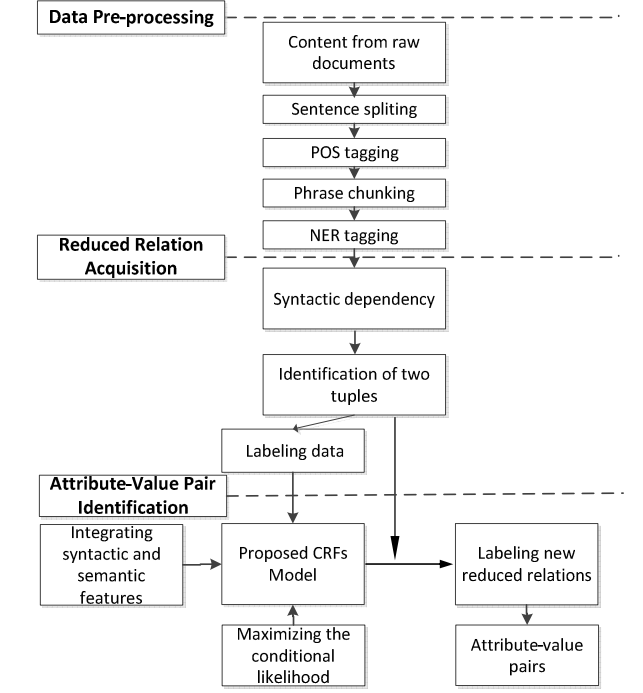 Data Pre-processing
Content from raw
documents
Sentence spliting
POS tagging
Phrase chunking
NER tagging
Reduced Relation
Acquisition
Syntactic dependency
Identification of two
tuples
Labeling data
Attribute-Value Pair
Identification
Integrating
syntactic and
semantic
features
Proposed CRFs
Model
Labeling new
reduced relations
Maximizing the
conditional
likelihood
Attribute-value
pairs